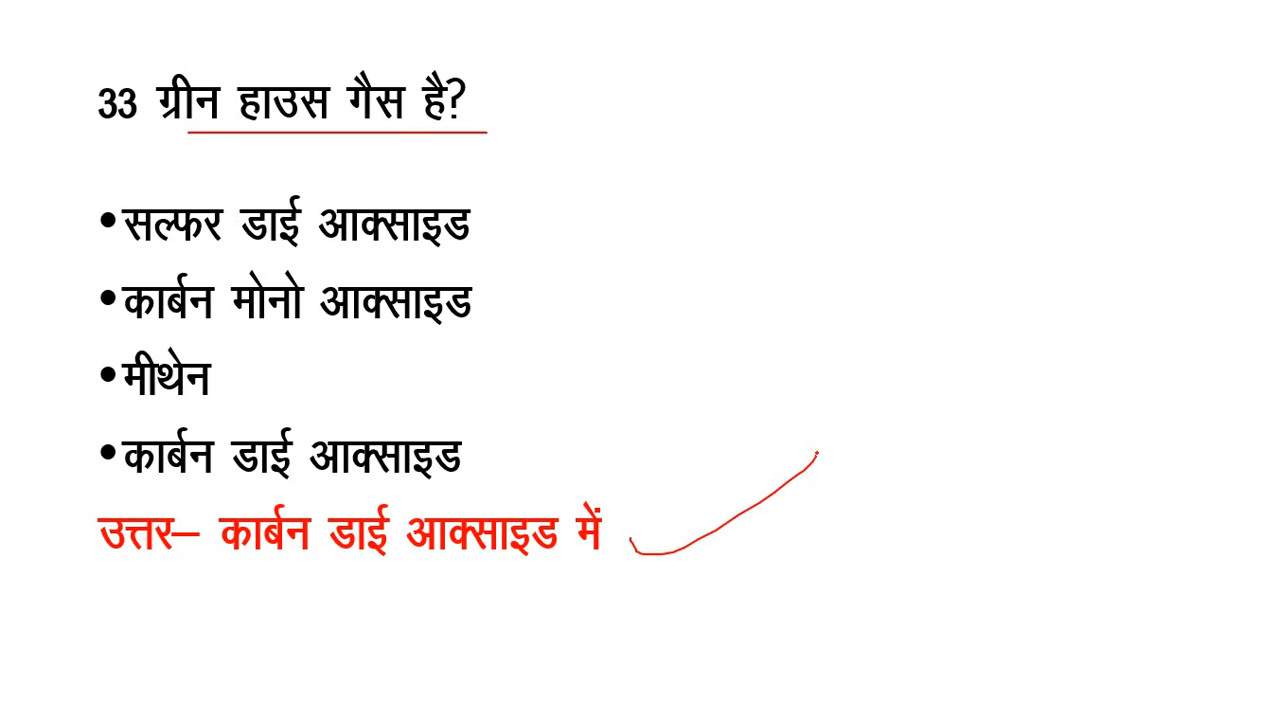 33 ग्रीन हाउस गैस है?
•सल्फर डाई आक्साइड
•कार्बन मोनो आक्साइड
•मीथेन
•कार्बन डाई आक्साइड
उत्तर– कार्बन डाई आक्साइड में